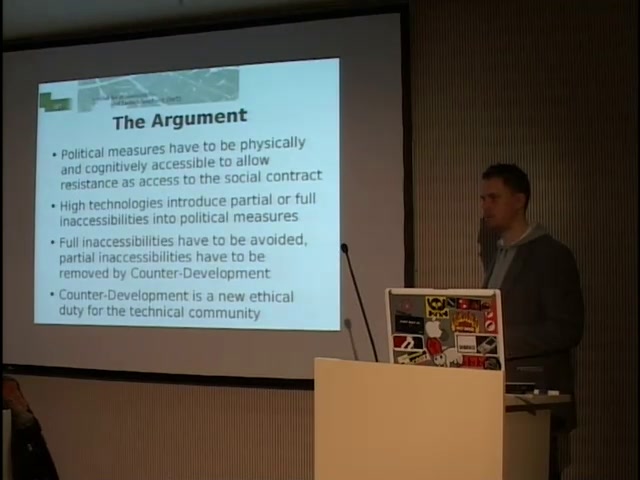 The Argument
• Political measures have to be physically
and cognitively accessible to allow
resistance as access to the social contract
• High technologies introduce partial or full
inaccessibilities into political measures
• Full inaccessibilities have to be avoided,
partial inaccessibilities have to be
removed by Counter-Development
• Counter-Development is a new ethical
duty for the technical community